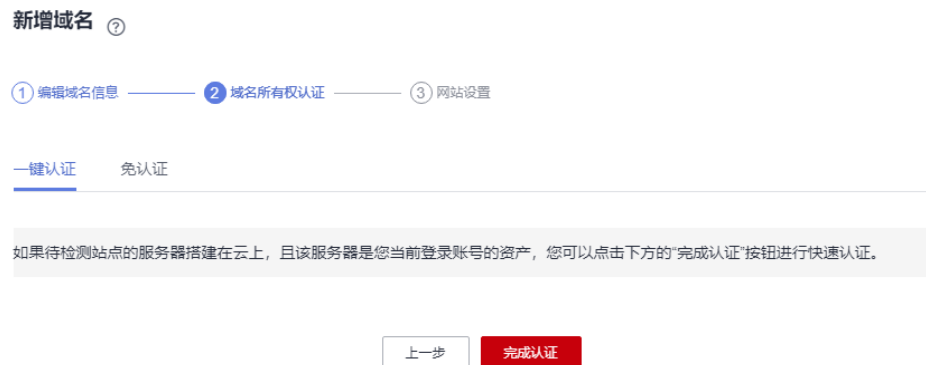 新增域名 ?
1 编辑域名信息 2 域名所有权认证 3 网站设置
一键认证 免认证
如果待检测站点的服务器搭建在云上，且该服务器是您当前登录账号的资产，您可以点击下方的“完成认证”按钮进行快速认证。
上一步 完成认证